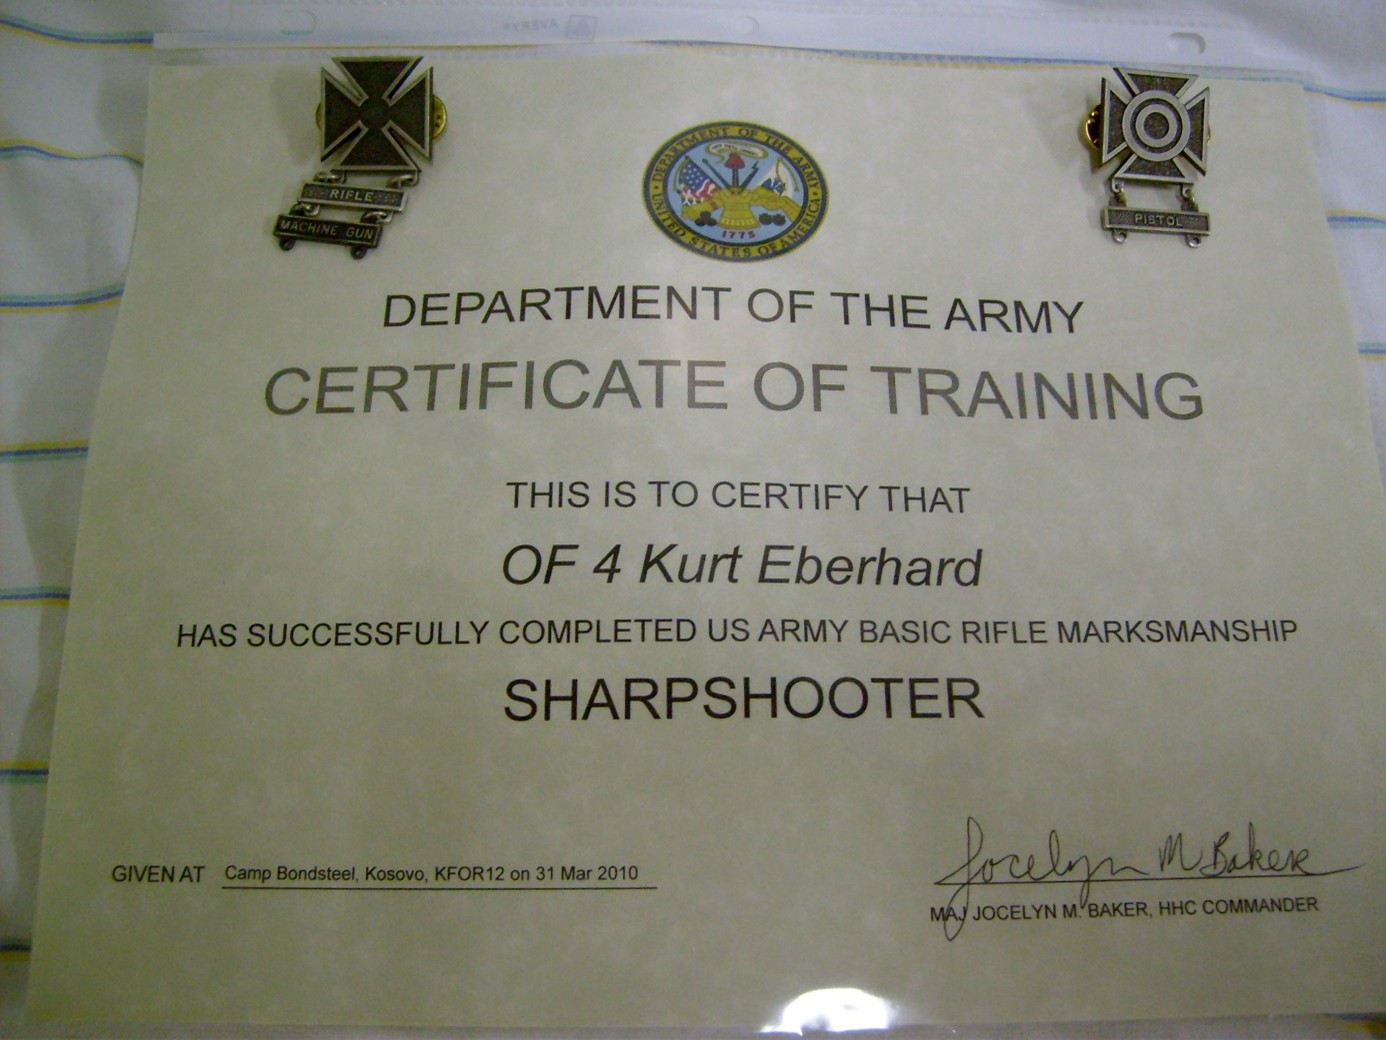 AVERY
RIFLE
MACHINE GUN
DEPARTMENT OF THE ARMY
UNITED STATES OF AMERICA
1775
PISTOL
DEPARTMENT OF THE ARMY
CERTIFICATE OF TRAINING
THIS IS TO CERTIFY THAT
OF 4 Kurt Eberhard
HAS SUCCESSFULLY COMPLETED US ARMY BASIC RIFLE MARKSMANSHIP
SHARPSHOOTER
GIVEN AT Camp Bondsteel, Kosovo, KFOR12 on 31 Mar 2010
Jocelyn M Baker
MAJ JOCELYN M. BAKER, HHC COMMANDER